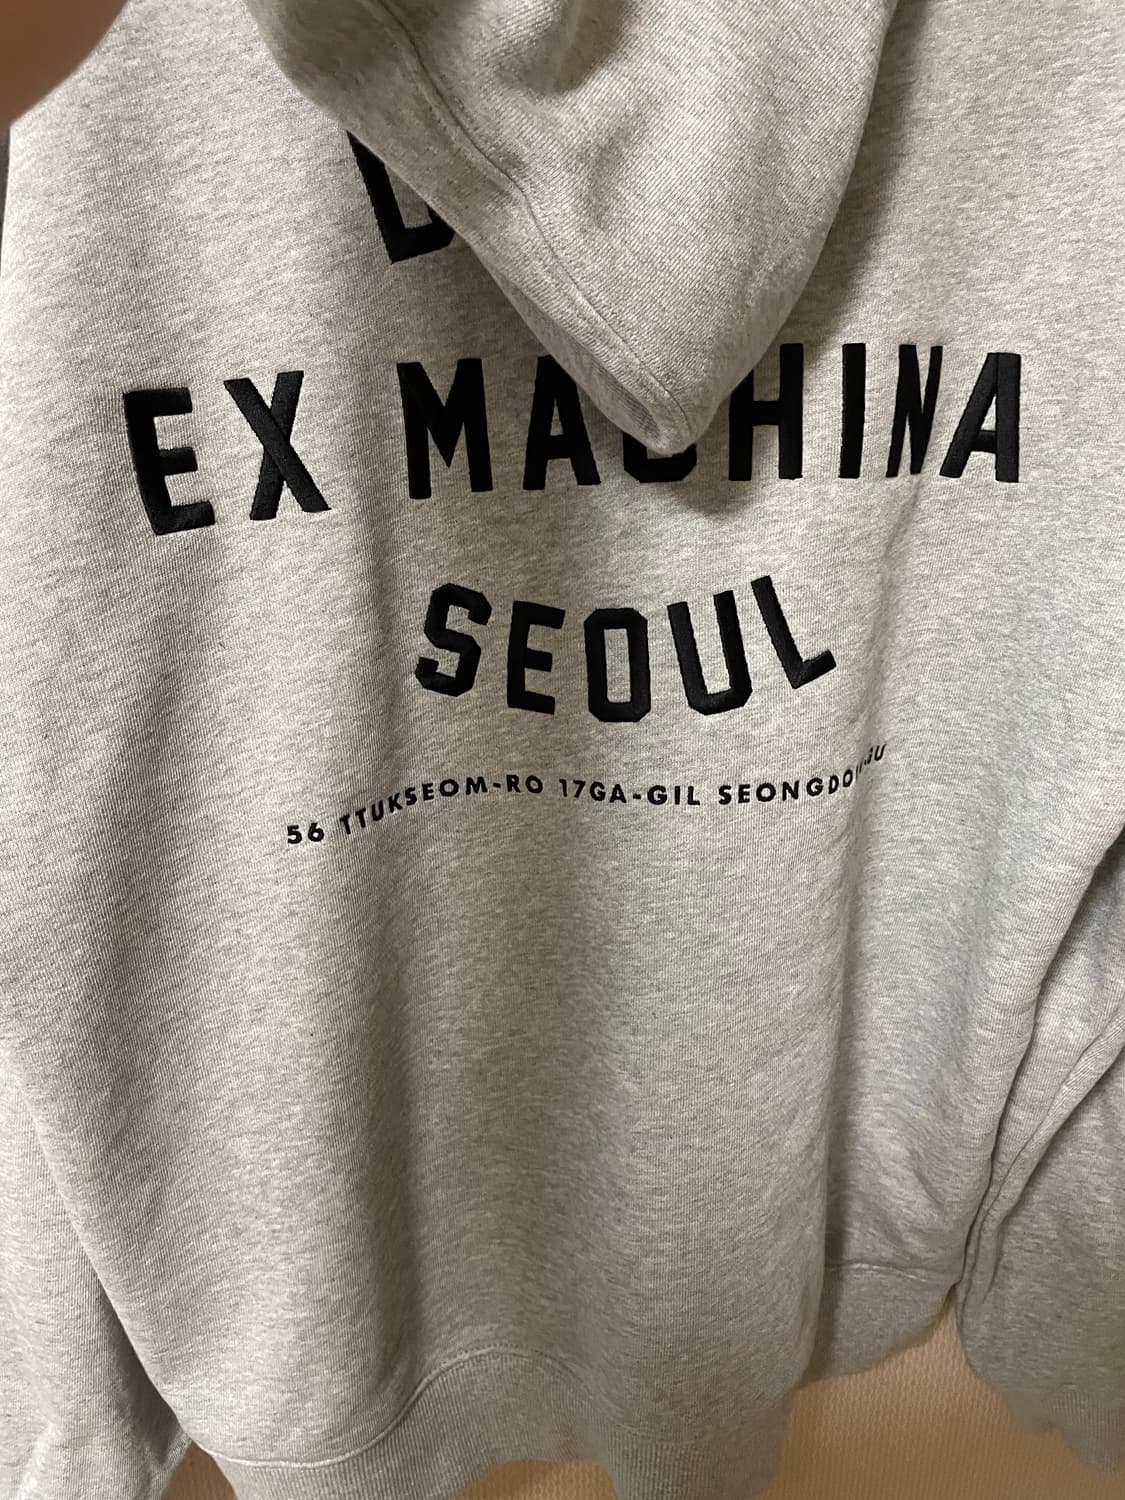 EX MACHINA
SEOUL
56 TTUKSEOM-RO 17GA-GIL